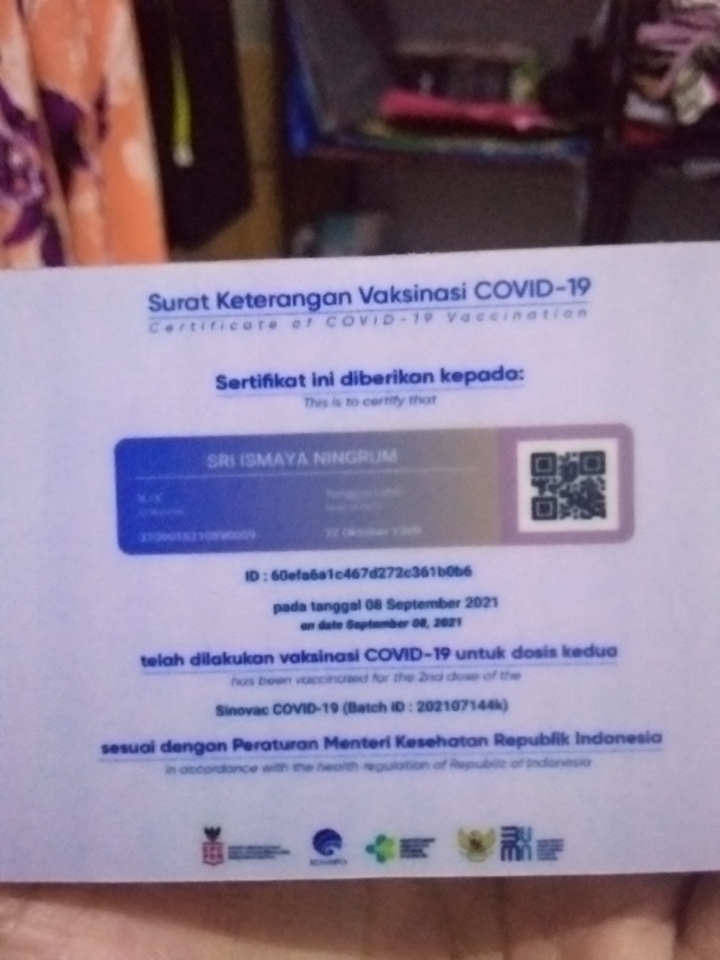 Surat Keterangan Vaksinasi COVID-19
Certificate of COVID-19 Vaccination
Sertifikat ini diberikan kepada:
This is to certify that
SRI ISMAYA NINGRUM
ID : 60efa6a1c467d272c361b0b6
pada tanggal 08 September 2021
on date September 08, 2021
telah dilakukan vaksinasi COVID-19 untuk dosis kedua
has been vaccinated for the 2nd dose of the
Sinovac COVID-19 (Batch ID : 202107144k)
sesuai dengan Peraturan Menteri Kesehatan Republik Indonesia
in accordance with the health regulation of Republic of Indonesia
KOMINFO